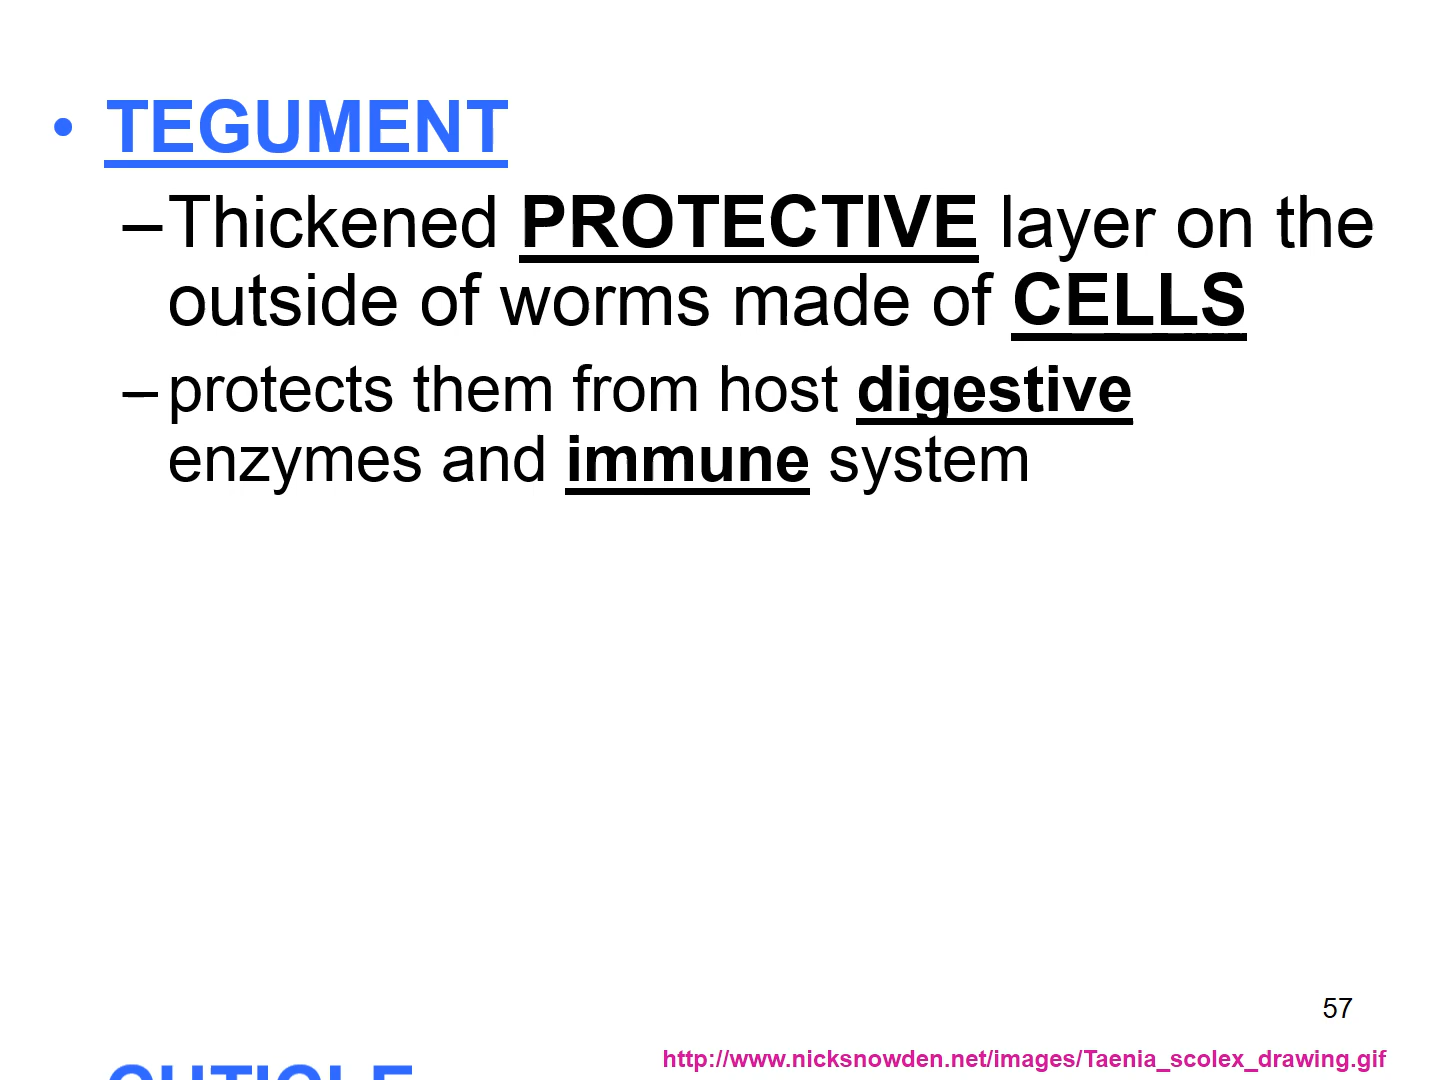 • TEGUMENT
–Thickened PROTECTIVE layer on the
outside of worms made of CELLS
–protects them from host digestive
enzymes and immune system
57
http://www.nicksnowden.net/images/Taenia_scolex_drawing.gif
CUTICLE